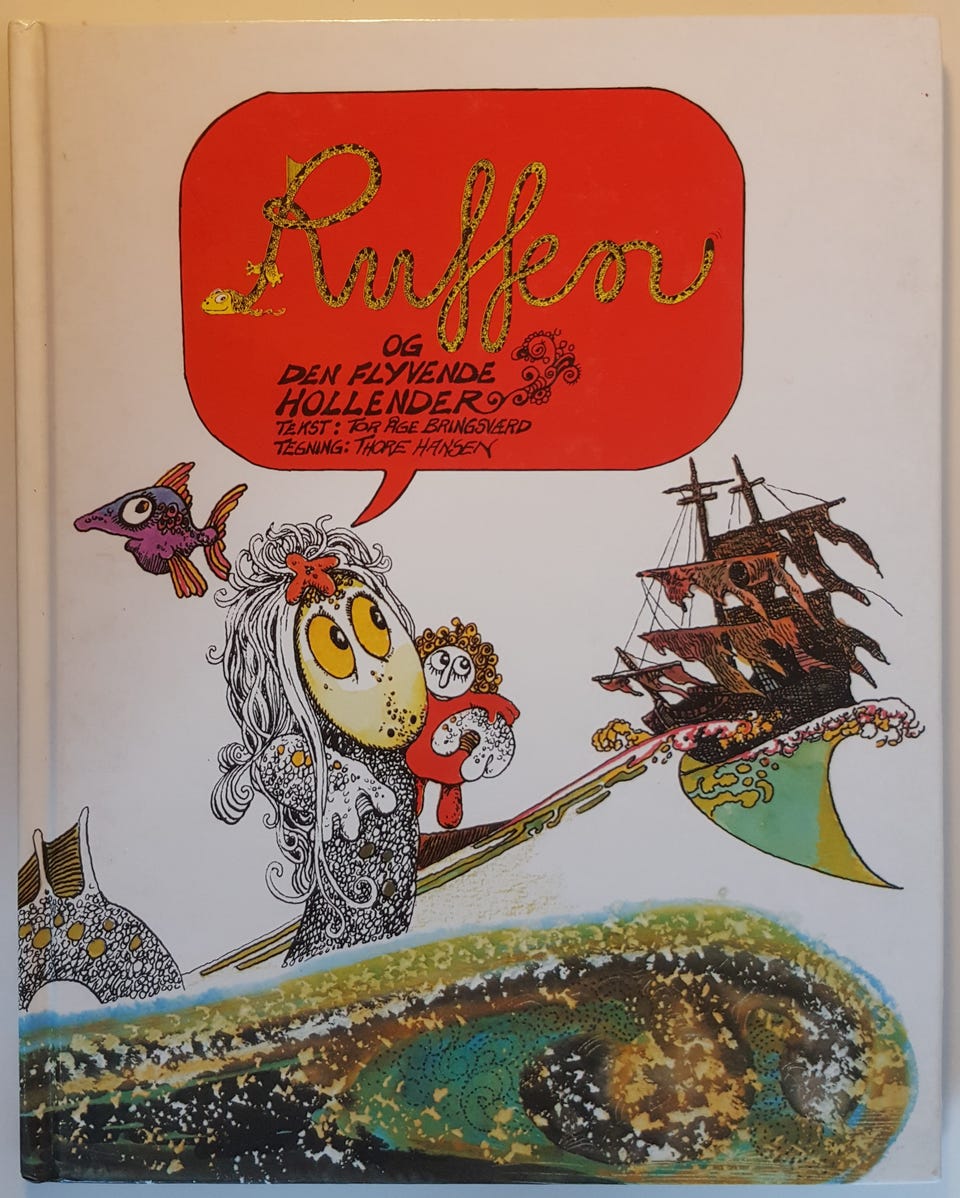 Ruffen
OG
DEN FLYVENDE
HOLLENDER
TEKST: TOR ÅGE BRINGSVÆRD
TEGNING: THORE HANSEN